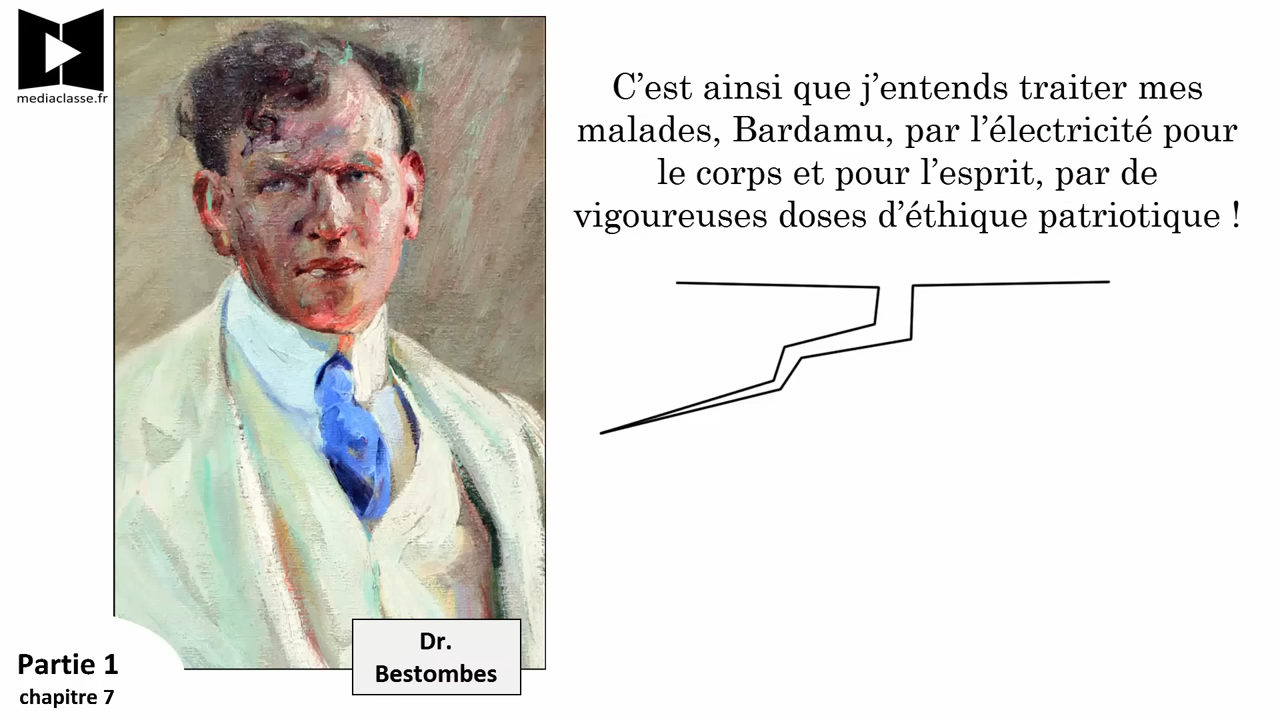 mediaclasse.fr
C’est ainsi que j’entends traiter mes
malades, Bardamu, par l’électricité pour
le corps et pour l’esprit, par de
vigoureuses doses d’éthique patriotique !
Dr.
Bestombes
Partie 1
chapitre 7